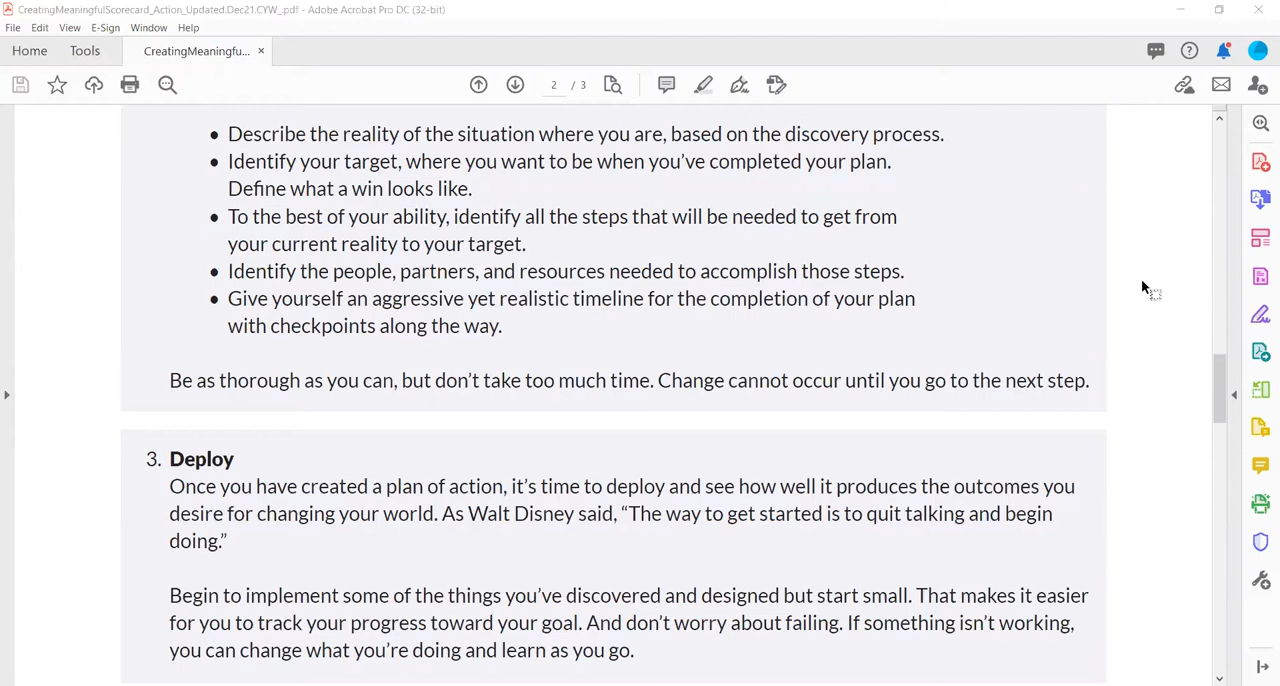 CreatingMeaningfulScorecard_Action_Updated.Dec21.CYW_.pdf - Adobe Acrobat Pro DC (32-bit)
File Edit View E-Sign Window Help
Home Tools CreatingMeaningfu... ×
2 / 3
• Describe the reality of the situation where you are, based on the discovery process.
• Identify your target, where you want to be when you've completed your plan.
Define what a win looks like.
• To the best of your ability, identify all the steps that will be needed to get from
your current reality to your target.
• Identify the people, partners, and resources needed to accomplish those steps.
• Give yourself an aggressive yet realistic timeline for the completion of your plan
with checkpoints along the way.
Be as thorough as you can, but don't take too much time. Change cannot occur until you go to the next step.
3. Deploy
Once you have created a plan of action, it's time to deploy and see how well it produces the outcomes you
desire for changing your world. As Walt Disney said, “The way to get started is to quit talking and begin
doing.”
Begin to implement some of the things you've discovered and designed but start small. That makes it easier
for you to track your progress toward your goal. And don't worry about failing. If something isn't working,
you can change what you're doing and learn as you go.